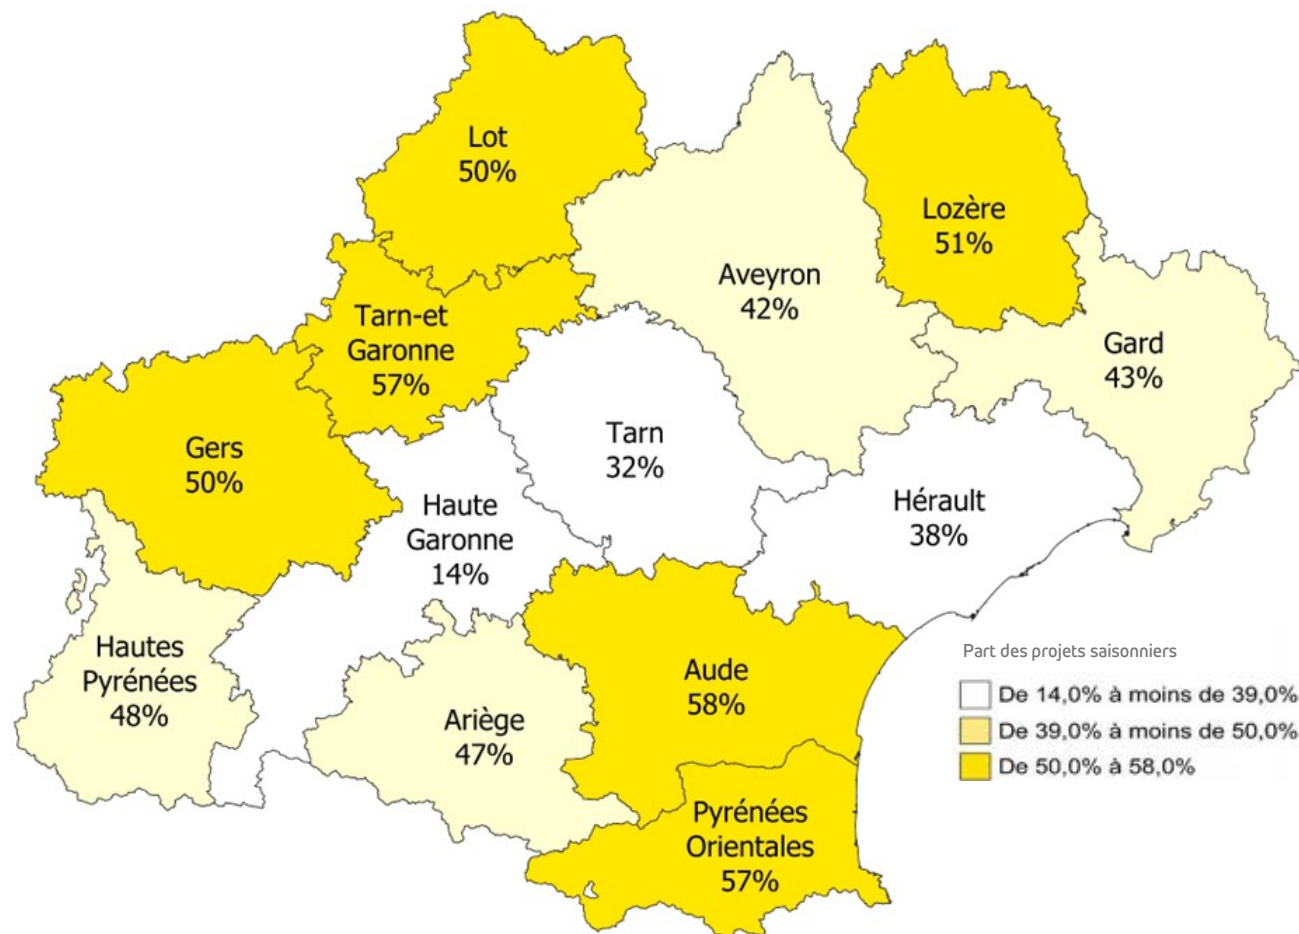 Lot
50%
Lozère
51%
Aveyron
42%
Tarn-et
Garonne
57%
Gard
43%
Gers
50%
Tarn
32%
Haute
Garonne
14%
Hérault
38%
Hautes
Pyrénées
48%
Ariège
47%
Aude
58%
Pyrénées
Orientales
57%
Part des projets saisonniers
De 14,0% à moins de 39,0%
De 39,0% à moins de 50,0%
De 50,0% à 58,0%